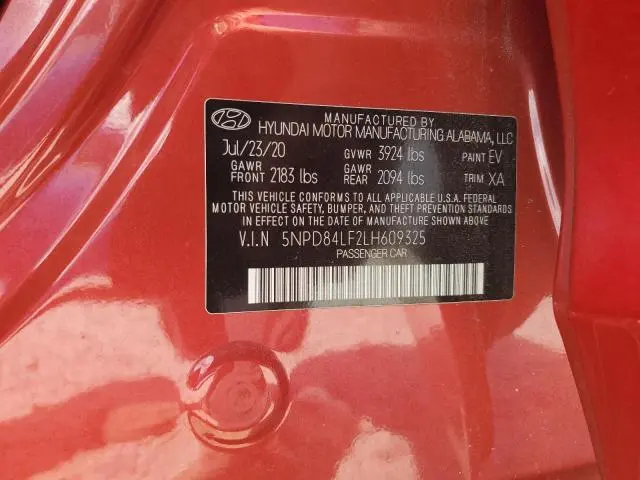 MANUFACTURED BY
HYUNDAI MOTOR MANUFACTURING ALABAMA, LLC
Jul/23/20 GVWR 3924 lbs PAINT EV
GAWR FRONT 2183 lbs GAWR REAR 2094 lbs TRIM XA
THIS VEHICLE CONFORMS TO ALL APPLICABLE U.S.A. FEDERAL
MOTOR VEHICLE SAFETY, BUMPER, AND THEFT PREVENTION
STANDARDS IN EFFECT ON THE DATE OF MANUFACTURE SHOWN ABOVE.
V.I.N 5NPD84LF2LH609325
PASSENGER CAR